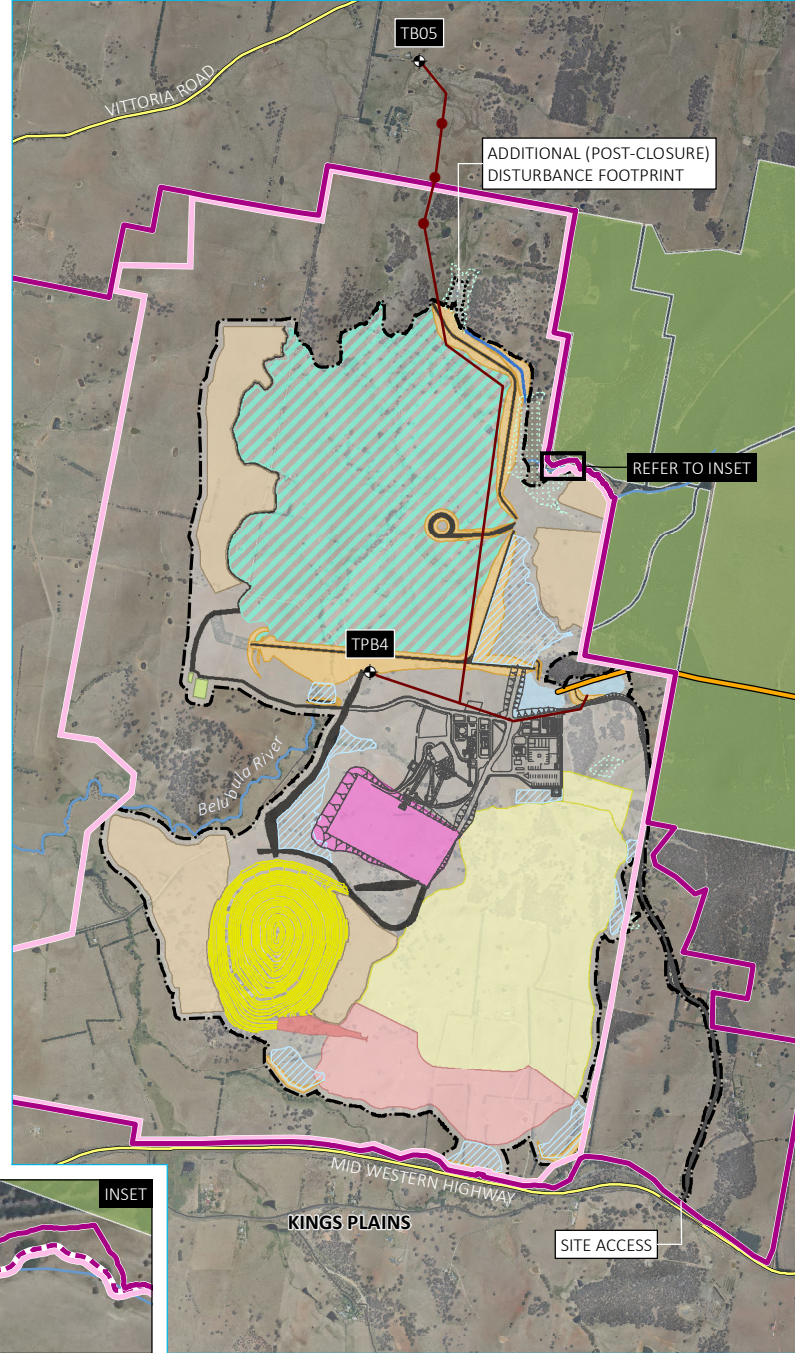 TB05
VITTORIA ROAD
ADDITIONAL (POST-CLOSURE)
DISTURBANCE FOOTPRINT
REFER TO INSET
TPB4
Belubula River
MID WESTERN HIGHWAY
INSET
KINGS PLAINS
SITE ACCESS